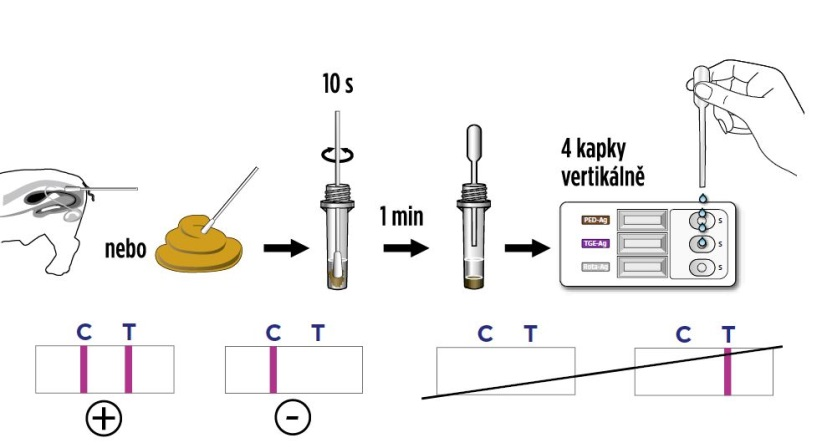 10 s
4 kapky
vertikálně
nebo
1 min
PED-Ag S
TGE-Ag S
Rota-Ag S
C T
C T
C T
C T
+
-